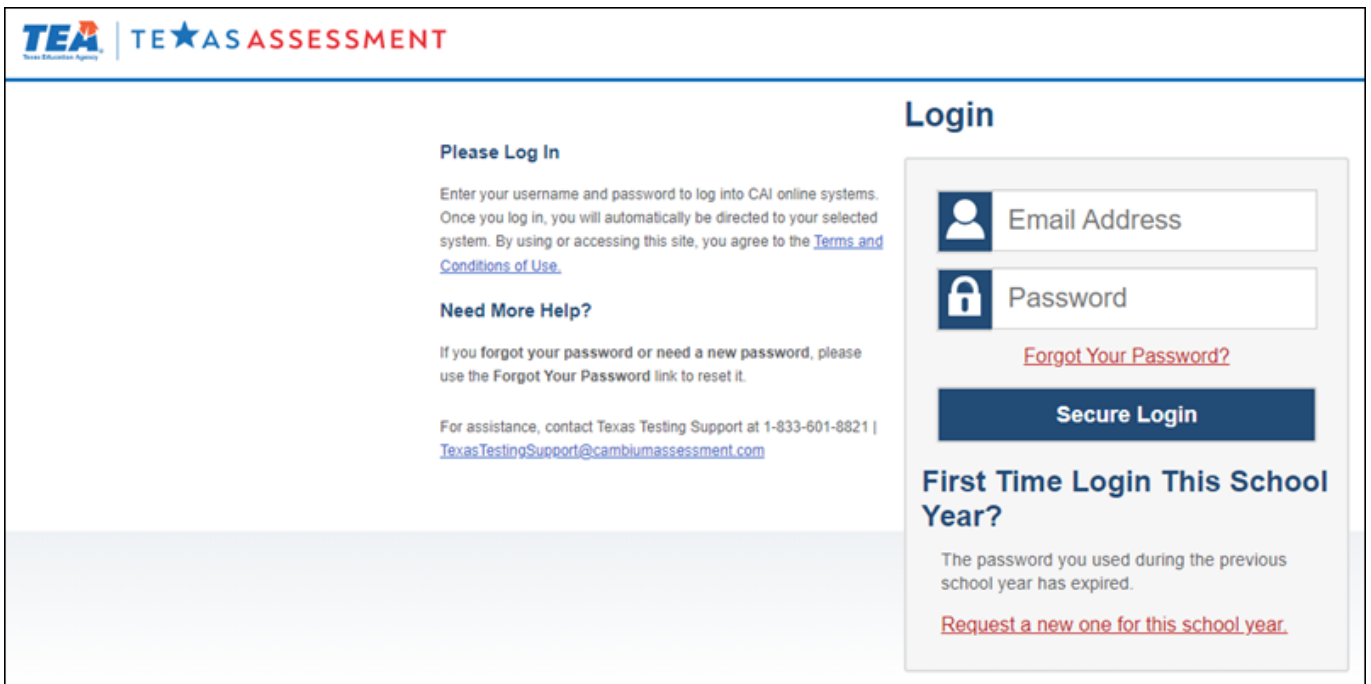 TEA
Texas Education Agency
TE★AS ASSESSMENT
Please Log In
Enter your username and password to log into CAI online systems.
Once you log in, you will automatically be directed to your selected
system. By using or accessing this site, you agree to the Terms and
Conditions of Use.
Need More Help?
If you forgot your password or need a new password, please
use the Forgot Your Password link to reset it.
For assistance, contact Texas Testing Support at 1-833-601-8821 |
TexasTestingSupport@cambiumassessment.com
Login
Email Address
Password
Forgot Your Password?
Secure Login
First Time Login This School
Year?
The password you used during the previous
school year has expired.
Request a new one for this school year.